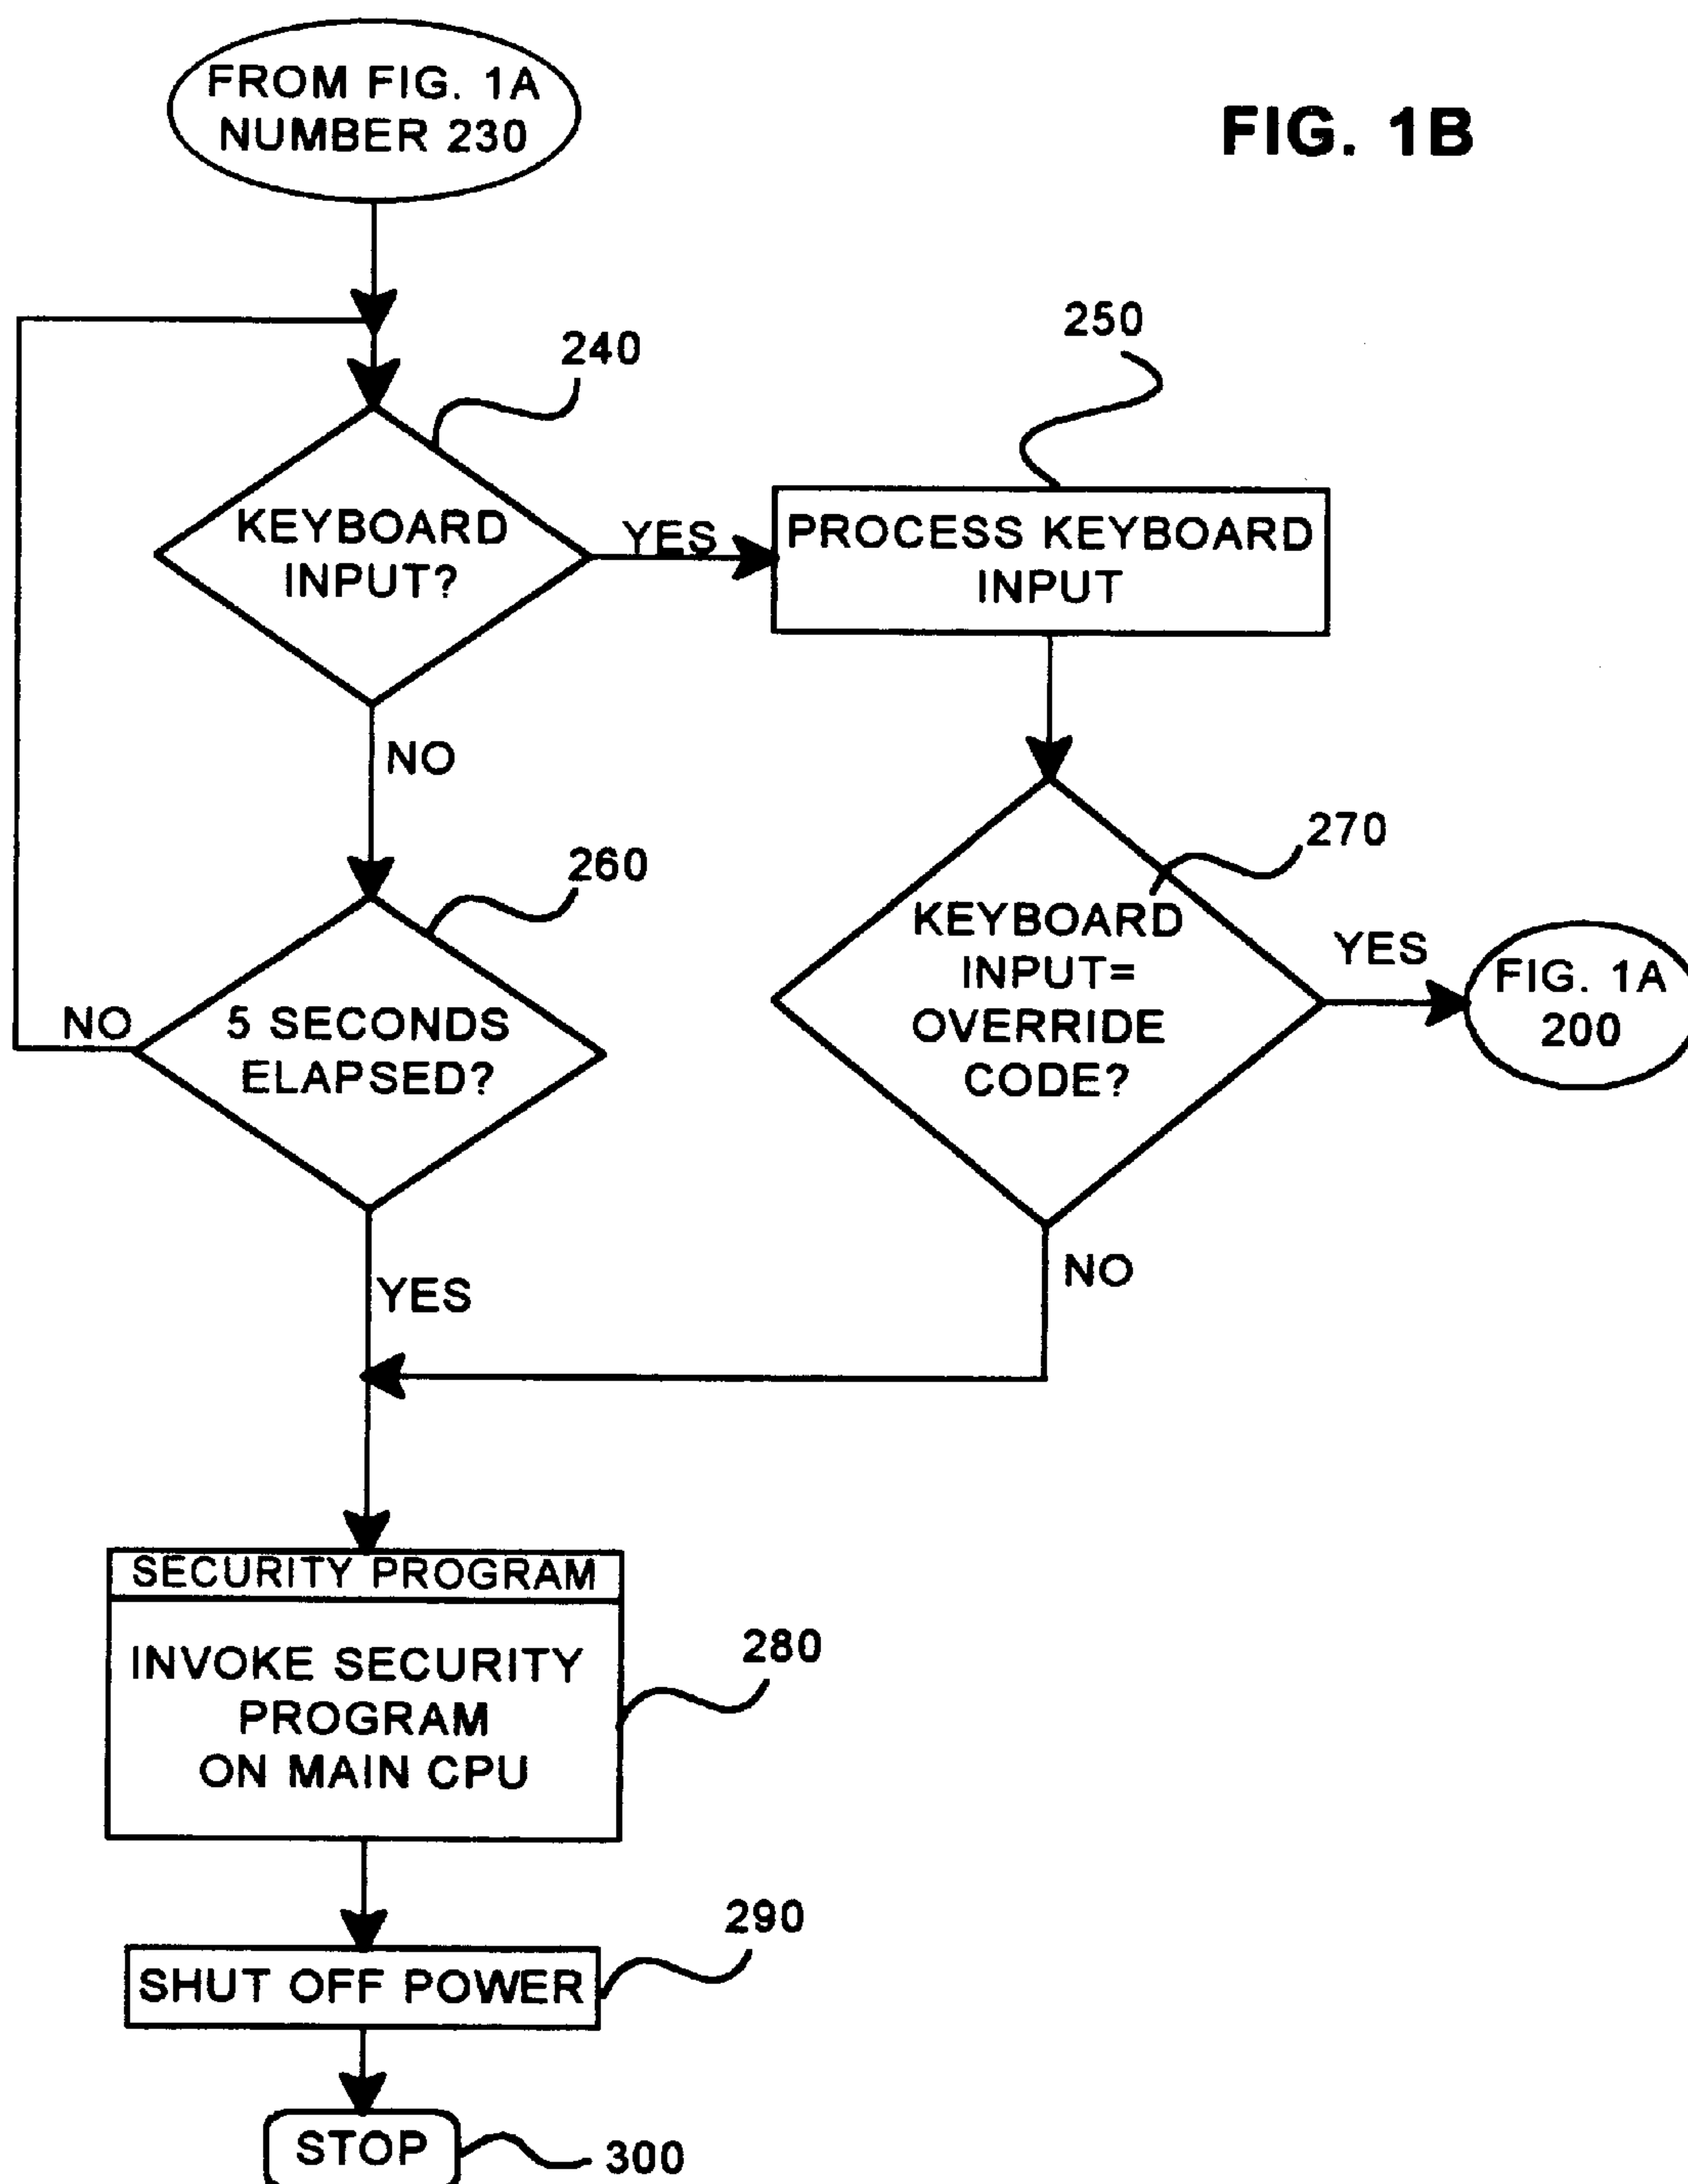 FROM FIG. 1A
NUMBER 230
FIG. 1B
240
250
KEYBOARD
INPUT?
YES
PROCESS KEYBOARD
INPUT
NO
260
270
KEYBOARD
INPUT=
OVERRIDE
CODE?
YES
FIG. 1A
200
NO
5 SECONDS
ELAPSED?
YES
NO
SECURITY PROGRAM
INVOKE SECURITY
PROGRAM
ON MAIN CPU
280
290
SHUT OFF POWER
STOP
300